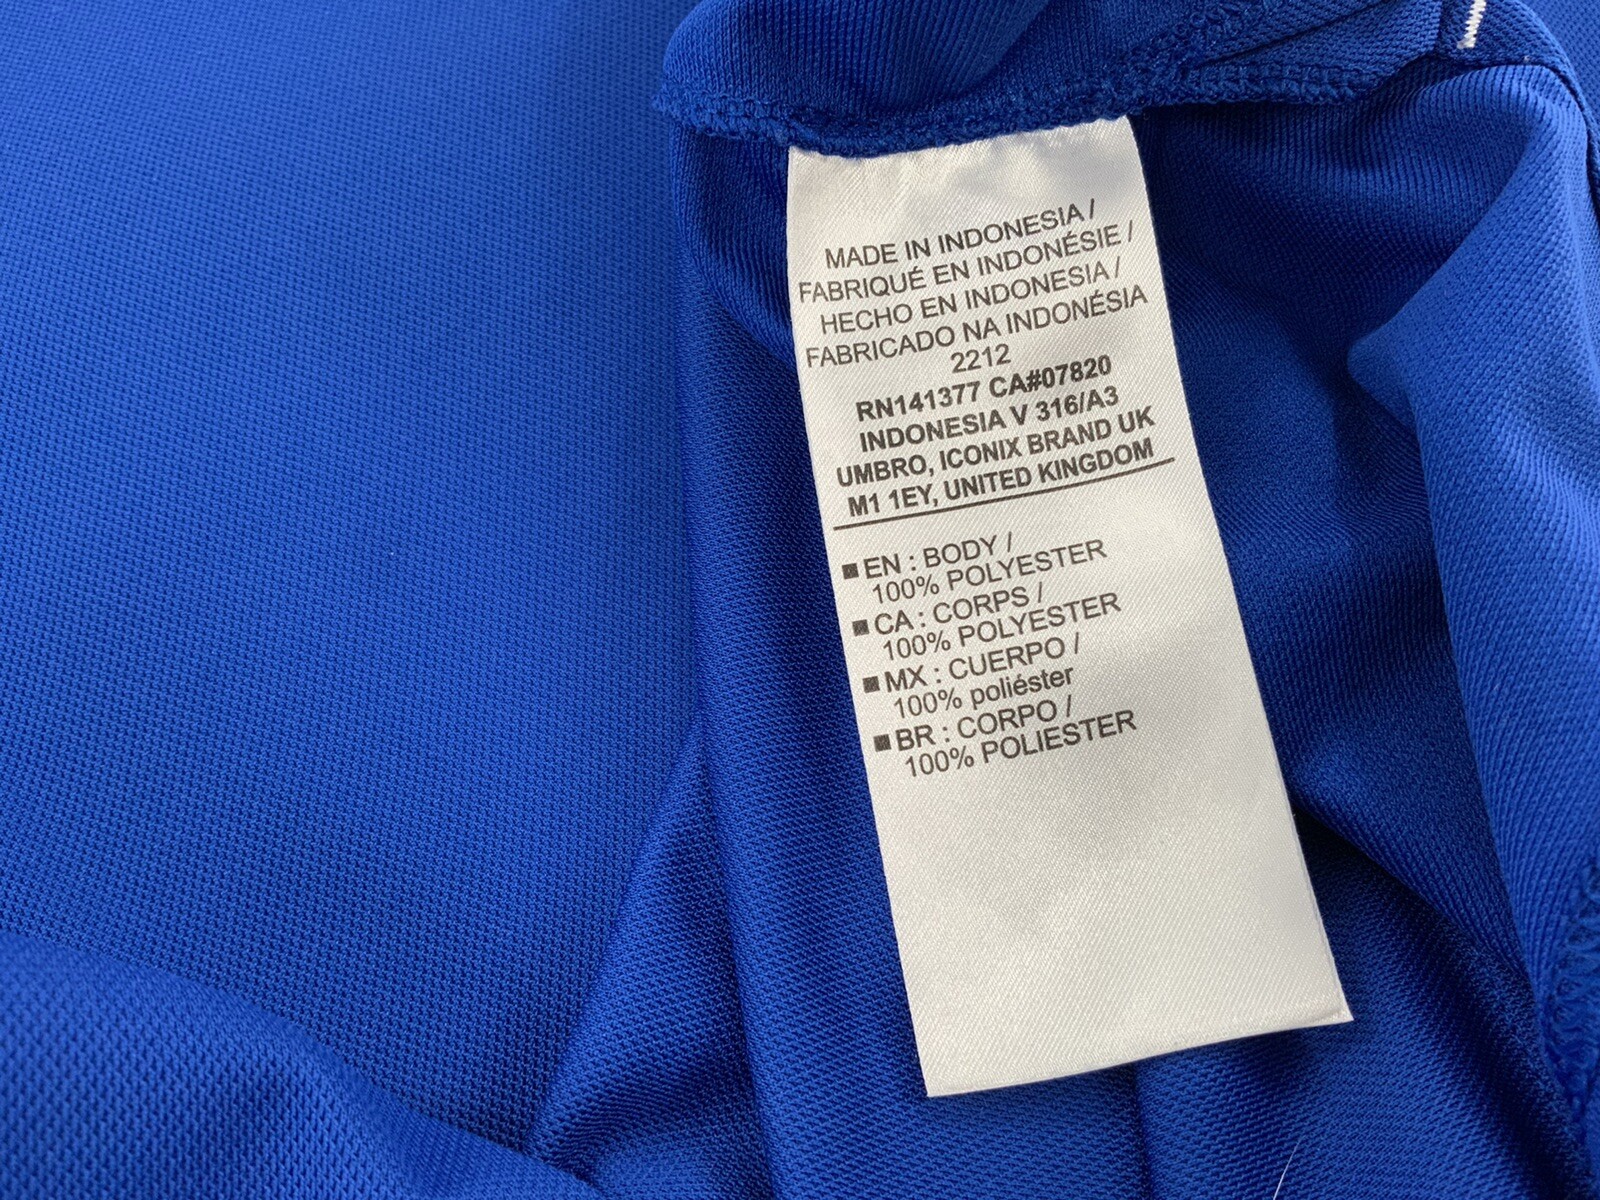 MADE IN INDONESIA /
FABRIQUÉ EN INDONÉSIE /
HECHO EN INDONESIA /
FABRICADO NA INDONÉSIA
2212
RN141377 CA#07820
INDONESIA V 316/A3
UMBRO, ICONIX BRAND UK
M1 1EY, UNITED KINGDOM
■ EN : BODY /
100% POLYESTER
■ CA : CORPS /
100% POLYESTER
■ MX : CUERPO /
100% poliéster
■ BR : CORPO /
100% POLIESTER